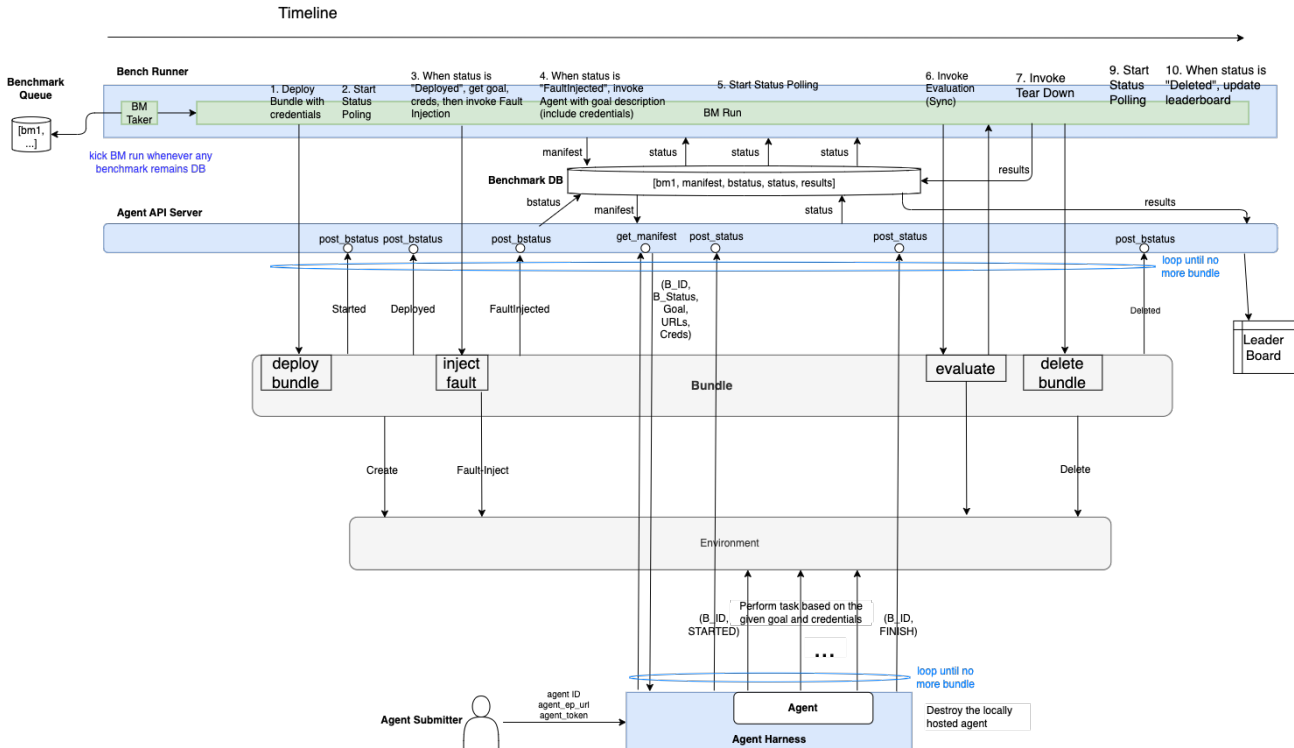 Timeline
Benchmark
Queue
[bm1,
...]
Bench Runner
BM
Taker
1. Deploy
Bundle with
credentials
2. Start
Status
Poling
3. When status is
"Deployed", get goal,
creds, then invoke Fault
Injection
4. When status is
"FaultInjected", invoke
Agent with goal description
(include credentials)
5. Start Status Polling
BM Run
6. Invoke
Evaluation
(Sync)
7. Invoke
Tear Down
9. Start
Status
Polling
10. When status is
"Deleted", update
leaderboard
kick BM run whenever any
benchmark remains DB
manifest
status
status
status
results
Benchmark DB
[bm1, manifest, bstatus, status, results]
bstatus
manifest
status
results
Agent API Server
post_bstatus
post_bstatus
post_bstatus
get_manifest
post_status
post_status
post_bstatus
loop until no
more bundle
Started
Deployed
FaultInjected
(B_ID,
B_Status,
Goal,
URLs,
Creds)
Deleted
Leader
Board
deploy
bundle
inject
fault
Bundle
evaluate
delete
bundle
Create
Fault-Inject
Delete
Environment
(B_ID,
STARTED)
Perform task based on the
given goal and credentials
(B_ID,
FINISH)
...
loop until no
more bundle
Agent Submitter
agent ID
agent_ep_url
agent_token
Agent
Agent Harness
Destroy the locally
hosted agent